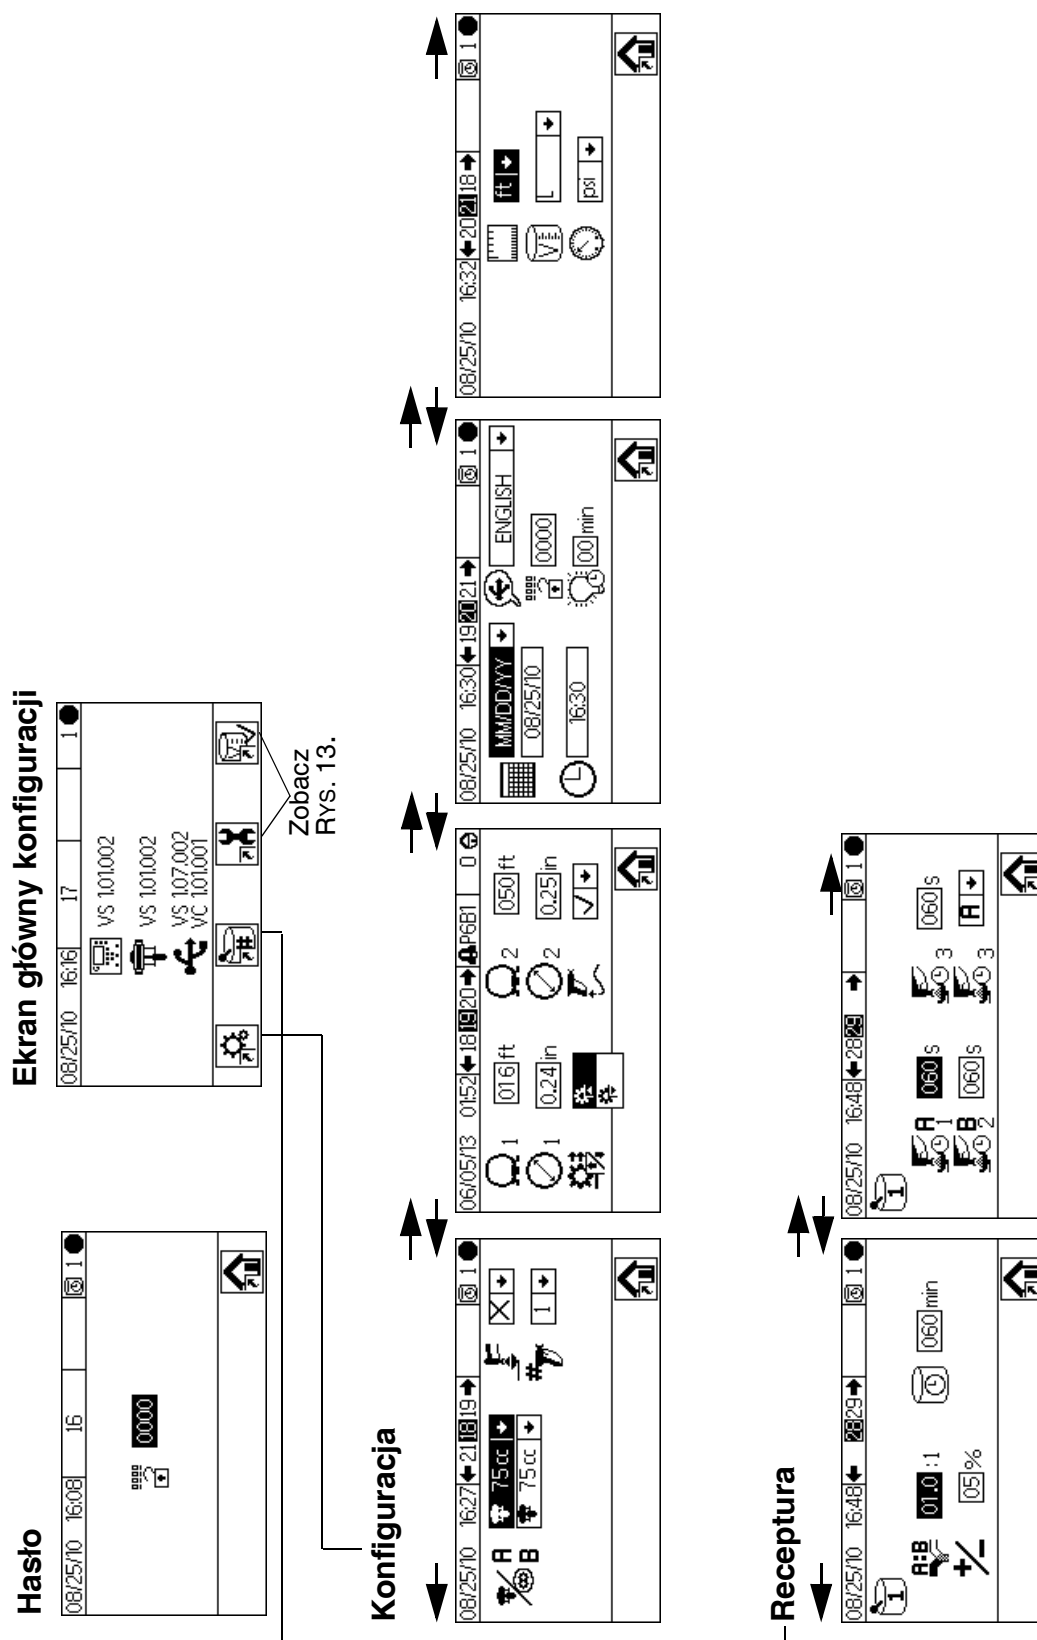 Hasło
08/25/10 16:08 16 1
0000
Ekran główny konfiguracji
08/25/10 16:16 17 1
VS 1.01.002
VS 1.01.002
VS 1.07.002
VC 1.01.001
Zobacz
Rys. 13.
Konfiguracja
08/25/10 16:27 21 18 19 1
A 75 cc X
B 75 cc # 1
06/05/13 01:52 18 19 20 P6B1 0
1 016 ft 2 050 ft
1 0.24 in 2 0.25 in
08/25/10 16:30 19 20 21 1
MM/DD/YY ENGLISH
08/25/10 0000
16:30 00 min
08/25/10 16:32 20 21 18 1
ft
L
psi
Receptura
08/25/10 16:48 28 29 1
1
A:B 01.0 :1 060 min
+/- 05 %
08/25/10 16:48 28 29 1
1
A 1 060 s 3 060 s
B 2 060 s 3 A